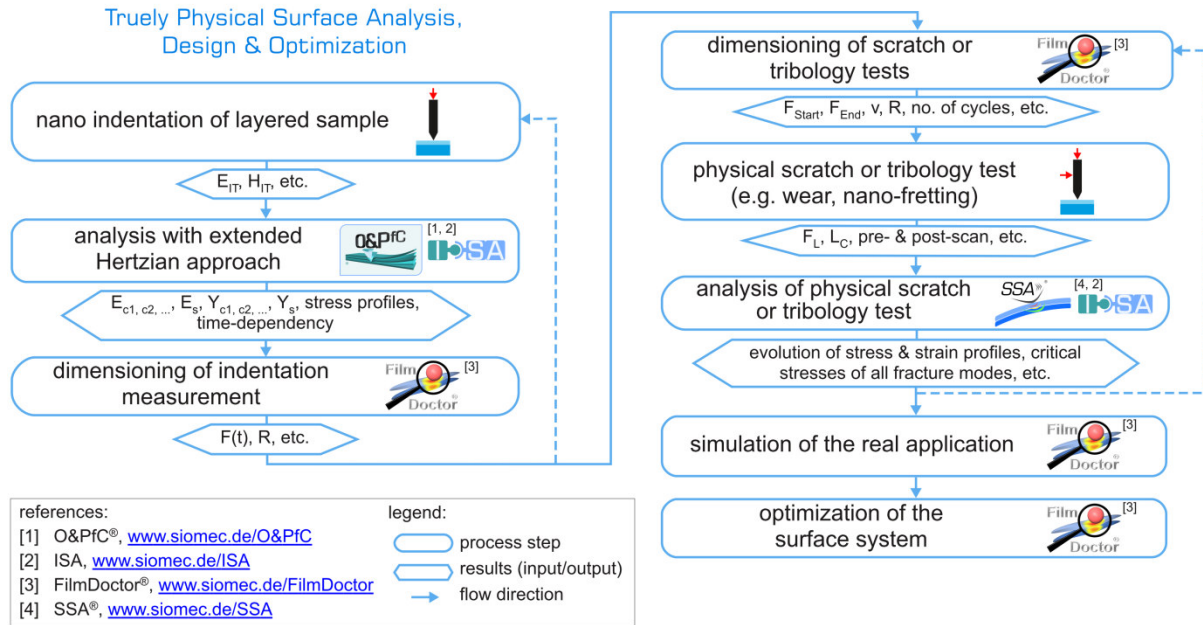 Truely Physical Surface Analysis,
Design & Optimization
nano indentation of layered sample
E_IT, H_IT, etc.
analysis with extended
Hertzian approach
O&PfC
[1, 2]
ISA
E_c1, c2, ..., E_s, Y_c1, c2, ..., Y_s, stress profiles,
time-dependency
dimensioning of indentation
measurement
Film
Doctor®
[3]
F(t), R, etc.
dimensioning of scratch or
tribology tests
Film
Doctor®
[3]
F_Start, F_End, v, R, no. of cycles, etc.
physical scratch or tribology test
(e.g. wear, nano-fretting)
F_L, L_C, pre- & post-scan, etc.
analysis of physical scratch
or tribology test
SSA®
[4, 2]
ISA
evolution of stress & strain profiles, critical
stresses of all fracture modes, etc.
simulation of the real application
Film
Doctor®
[3]
optimization of the
surface system
Film
Doctor®
[3]
references:
[1] O&PfC®, www.siomec.de/O&PfC
[2] ISA, www.siomec.de/ISA
[3] FilmDoctor®, www.siomec.de/FilmDoctor
[4] SSA®, www.siomec.de/SSA
legend:
process step
results (input/output)
flow direction